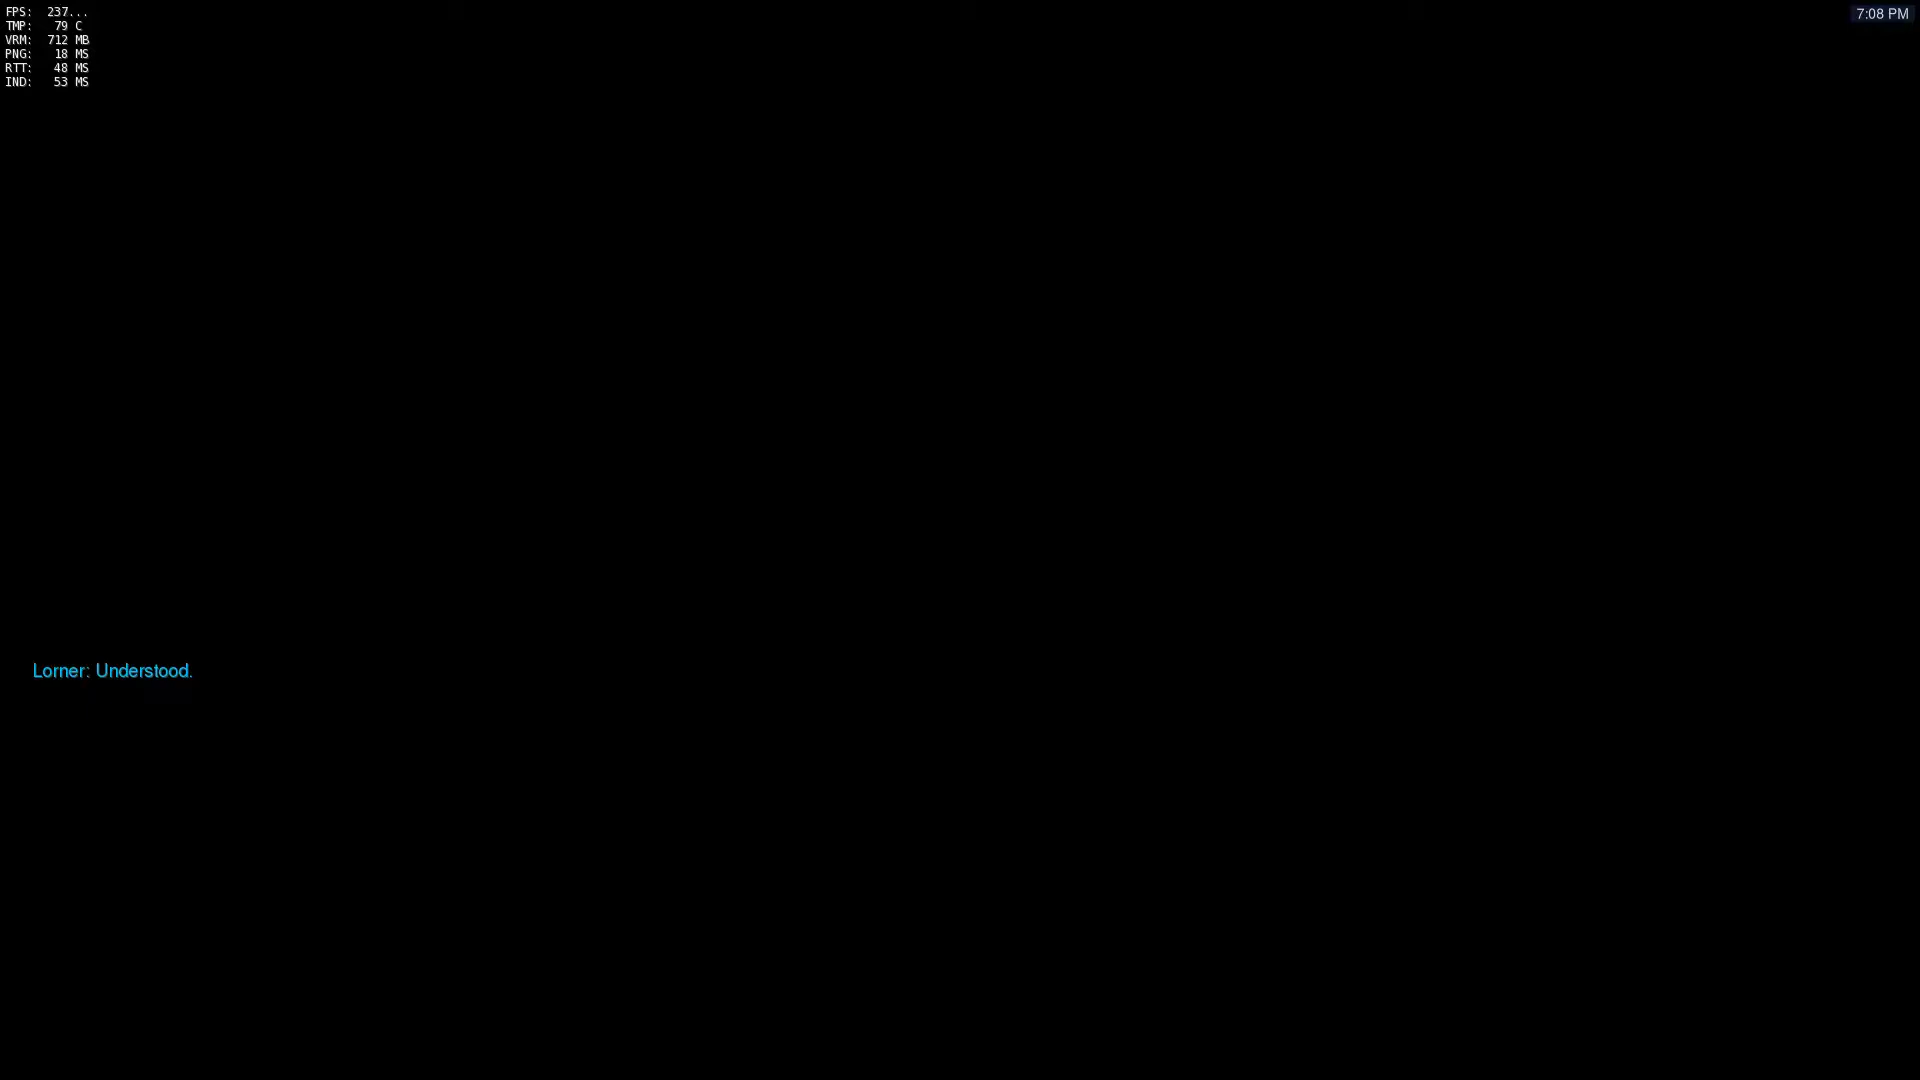 FPS: 237...
TMP: 79 C
VRM: 712 MB
PNG: 18 MS
RTT: 48 MS
IND: 53 MS
7:08 PM
Lorner: Understood.